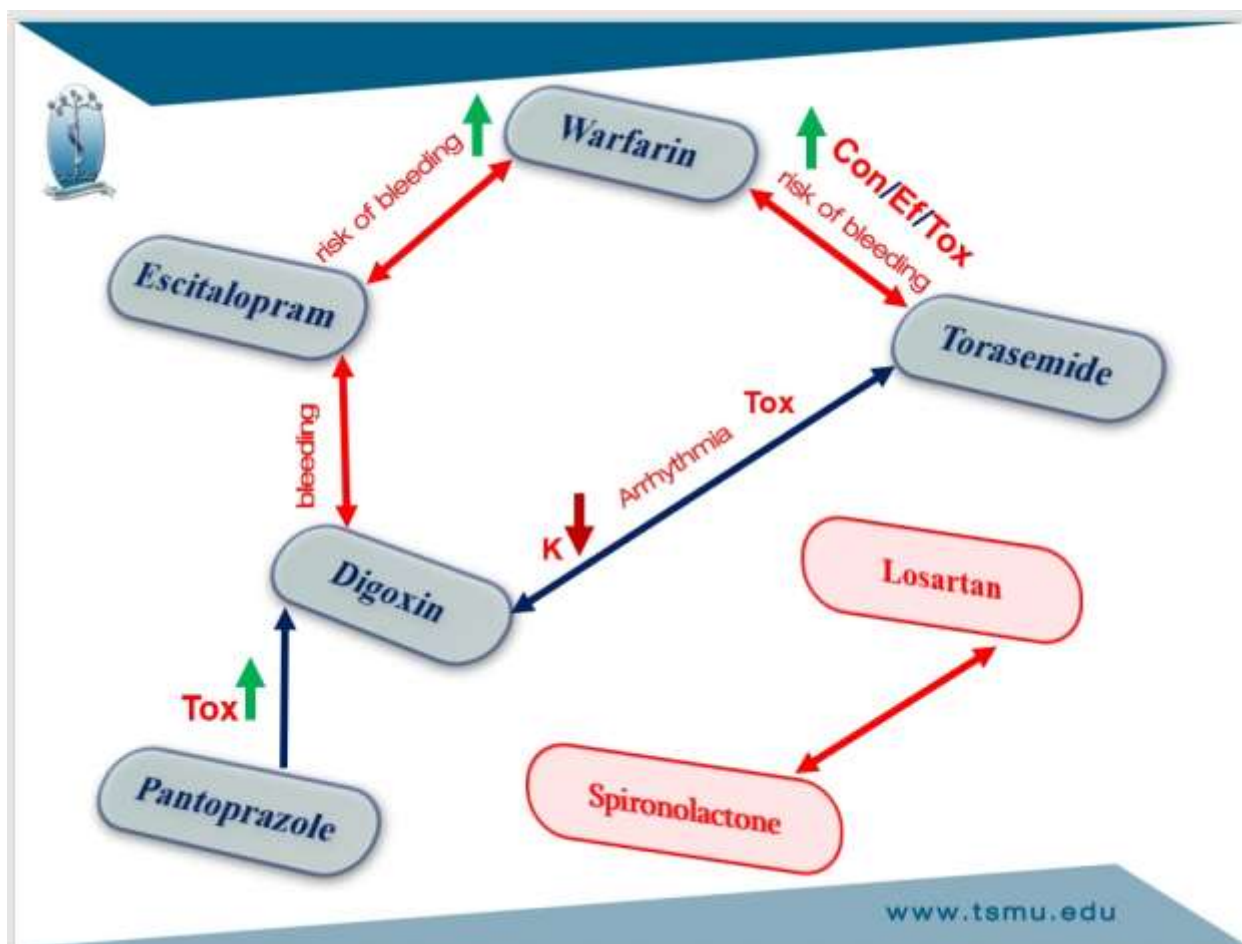 Warfarin
risk of bleeding
Con/Ef/Tox
risk of bleeding
Escitalopram
Torasemide
bleeding
Tox
Arrhythmia
K
Digoxin
Losartan
Tox
Pantoprazole
Spironolactone
www.tsmu.edu